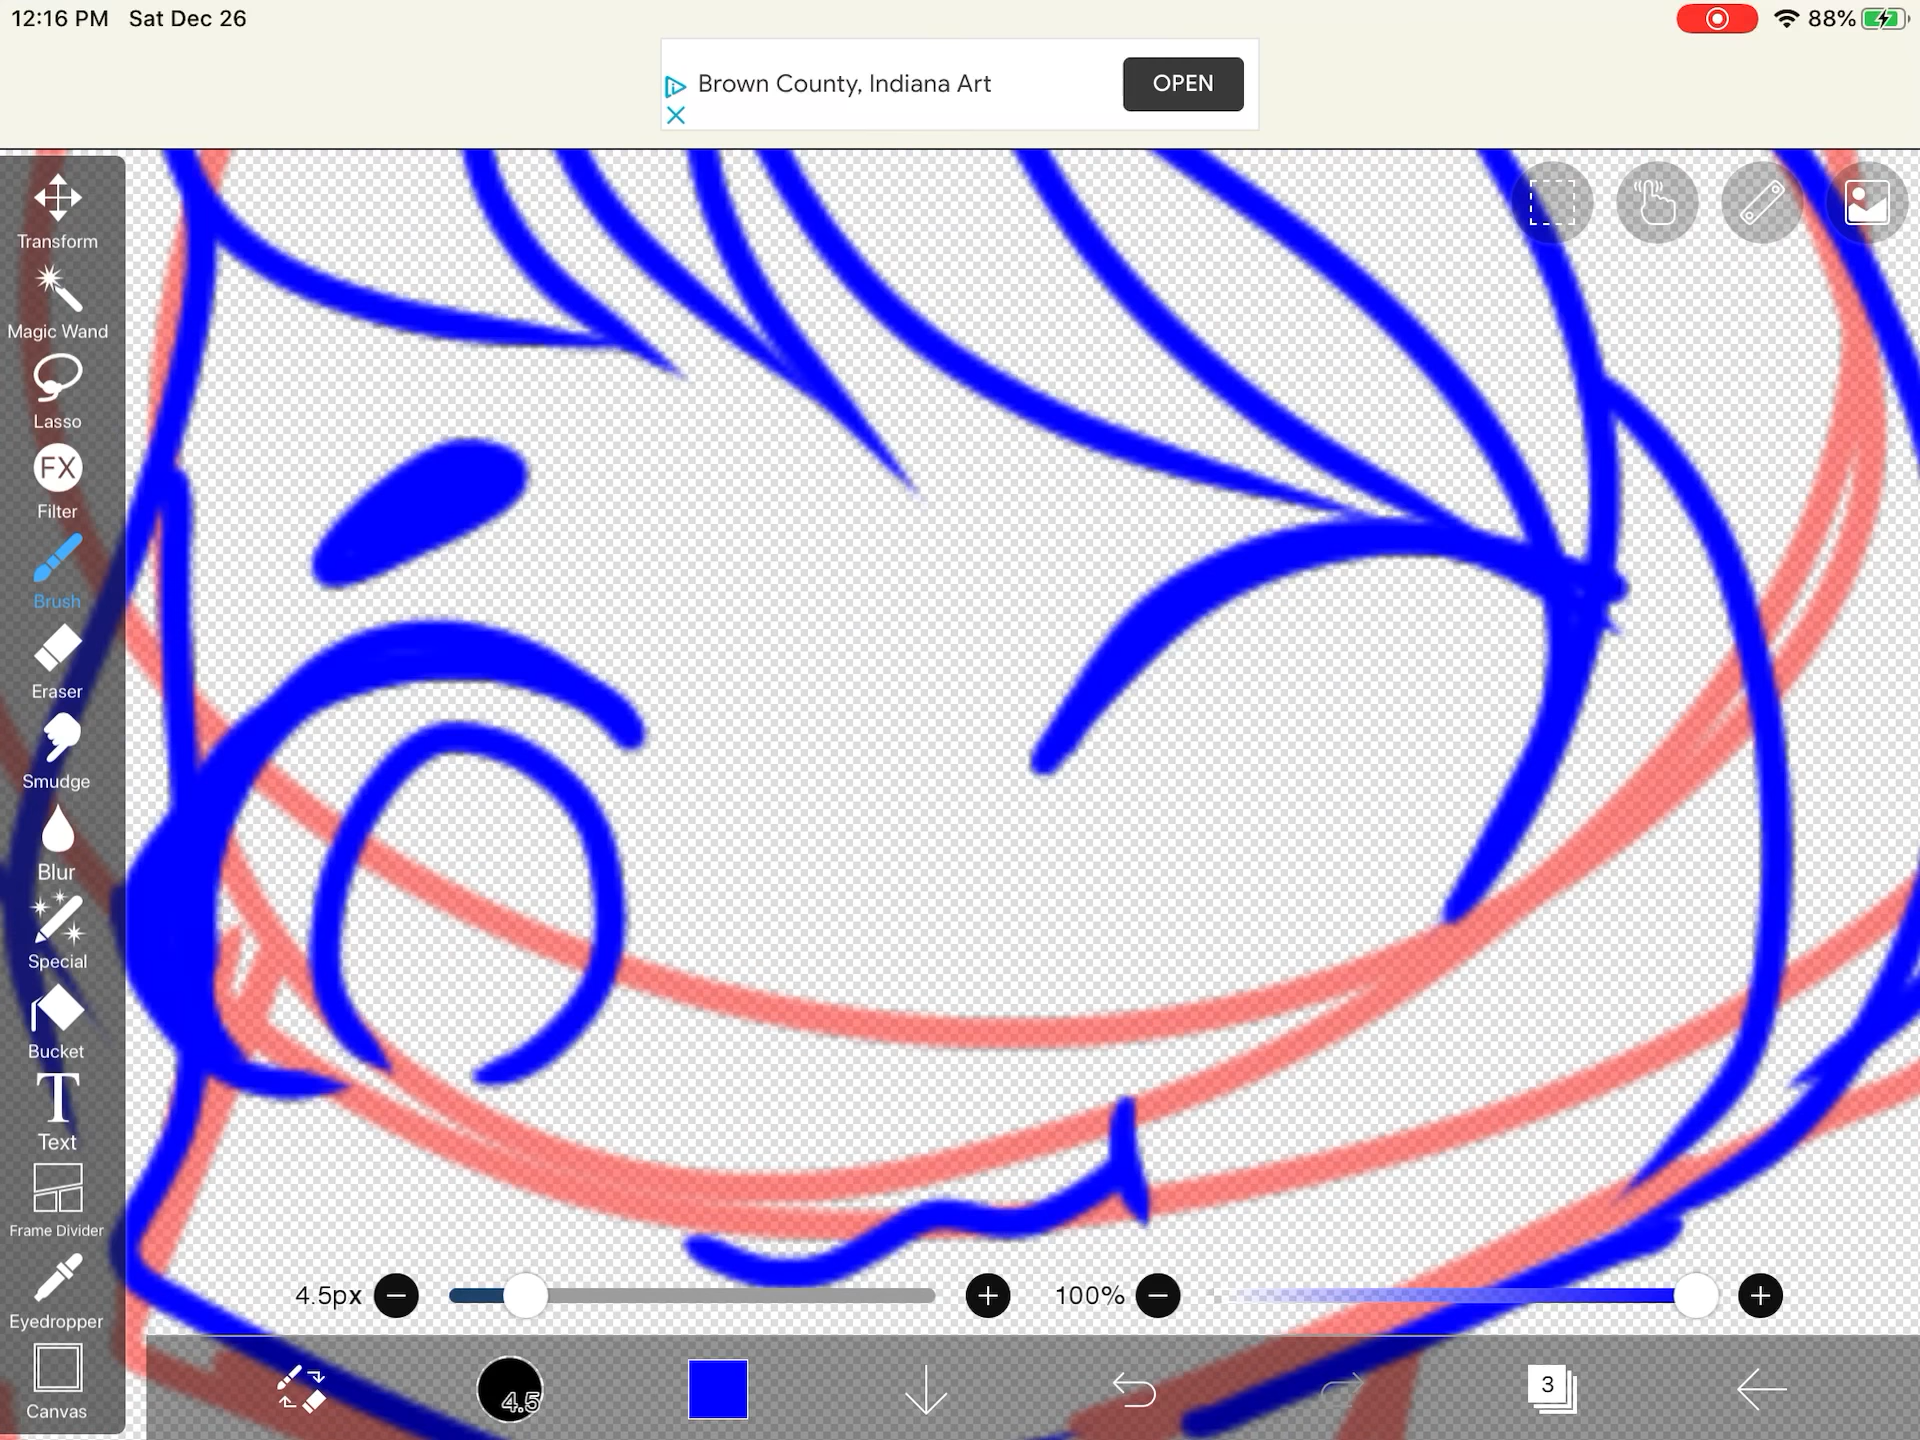 12:16 PM Sat Dec 26
88%
Brown County, Indiana Art
OPEN
Transform
Magic Wand
Lasso
FX
Filter
Brush
Eraser
Smudge
Blur
Special
Bucket
T
Text
Frame Divider
Eyedropper
Canvas
4.5px
100%
4.5
3